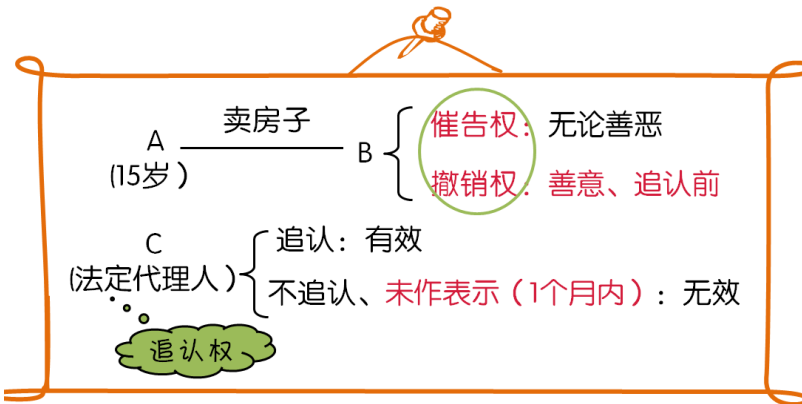 卖房子
A
(15岁)
B
催告权：无论善恶
撤销权：善意、追认前
C
(法定代理人)
追认：有效
不追认、未作表示（1个月内）：无效
追认权